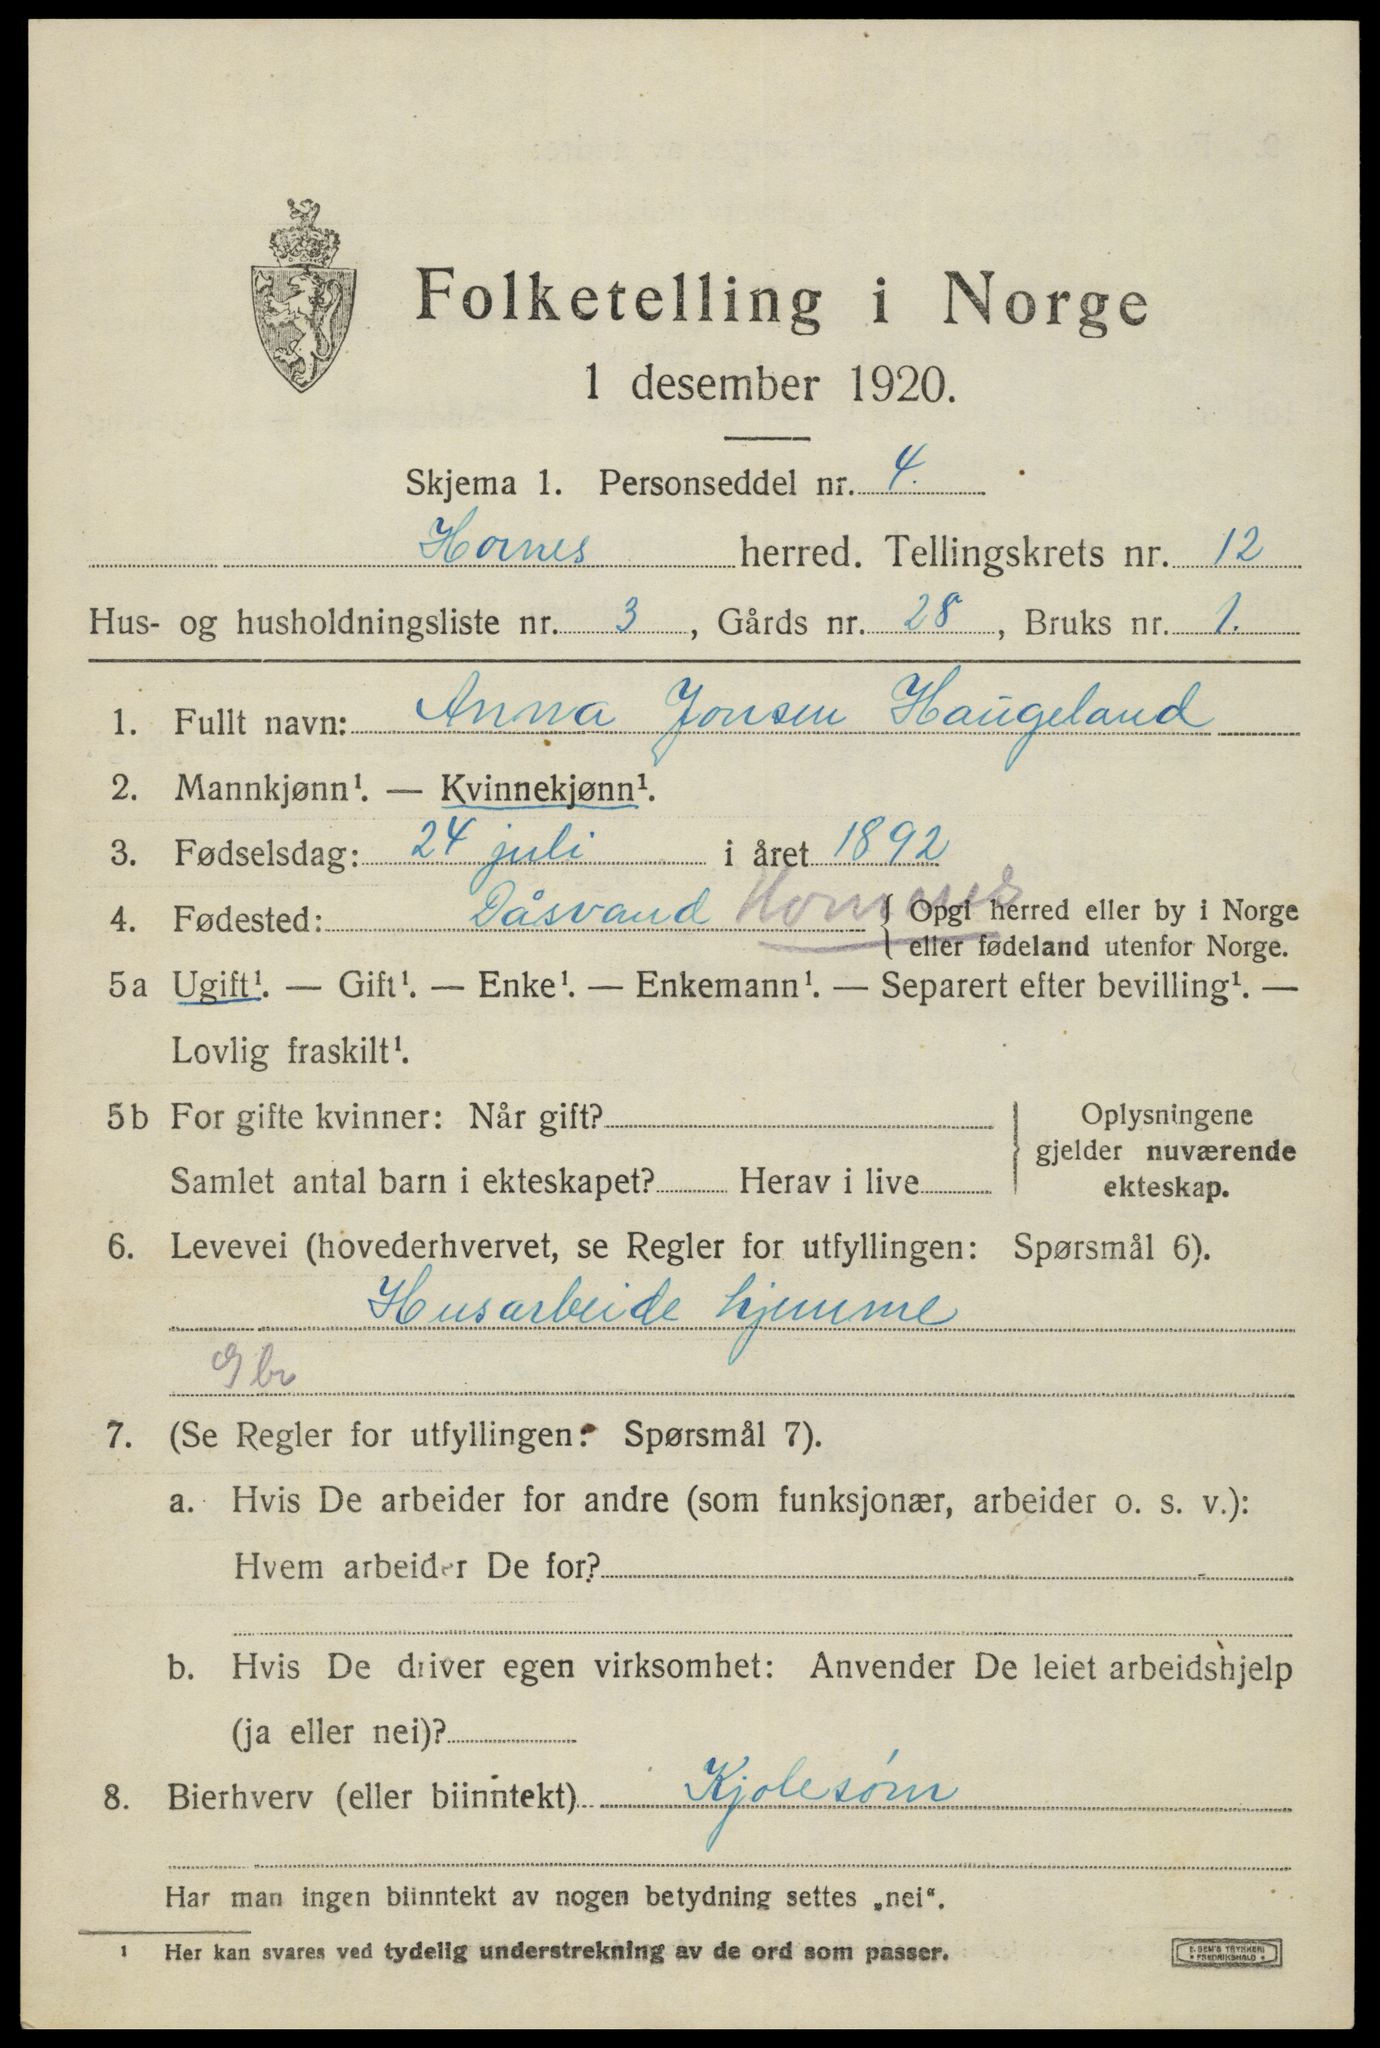 Folketelling i Norge
1 desember 1920.
Skjema 1. Personseddel nr. 4.
Hornes herred. Tellingskrets nr. 12
Hus- og husholdningsliste nr. 3, Gårds nr. 28, Bruks nr. 1.
1. Fullt navn: Anna Jonsen Haugeland
2. Mannkjønn¹. — Kvinnekjønn¹.
3. Fødselsdag: 24 juli i året 1892
4. Fødested: Dåsvand { Opgi herred eller by i Norge
eller fødeland utenfor Norge.
5a Ugift¹. — Gift¹. — Enke¹. — Enkemann¹. — Separert efter bevilling¹. —
Lovlig fraskilt¹.
5b For gifte kvinner: Når gift? } Oplysningene
gjelder nuværende
Samlet antal barn i ekteskapet? Herav i live ekteskap.
6. Levevei (hovederhvervet, se Regler for utfyllingen: Spørsmål 6).
Husarbeide hjemme
Gbr
7. (Se Regler for utfyllingen: Spørsmål 7).
a. Hvis De arbeider for andre (som funksjonær, arbeider o. s. v.):
Hvem arbeider De for?
b. Hvis De driver egen virksomhet: Anvender De leiet arbeidshjelp
(ja eller nei)?
8. Bierhverv (eller biinntekt) Kjolesøm
Har man ingen biinntekt av nogen betydning settes „nei“.
¹ Her kan svares ved tydelig understrekning av de ord som passer.
E. SEM'S TRYKKERI
• FREDRIKSHALD •